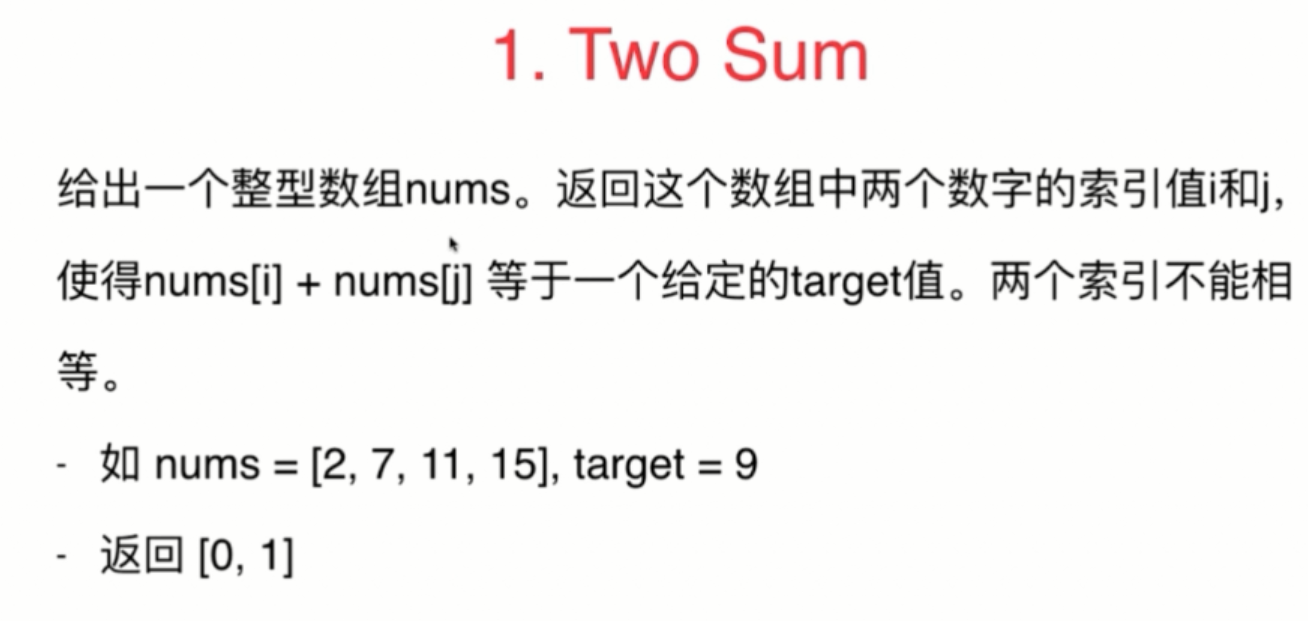 1. Two Sum
给出一个整型数组nums。返回这个数组中两个数字的索引值i和j,
使得nums[i] + nums[j] 等于一个给定的target值。两个索引不能相
等。
- 如 nums = [2, 7, 11, 15], target = 9
- 返回 [0, 1]